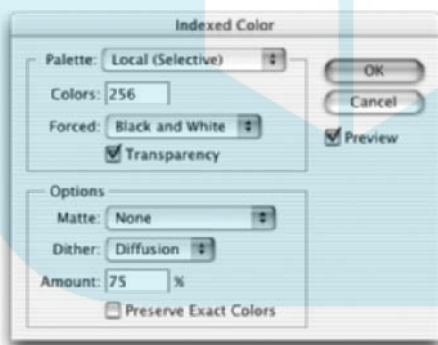 Indexed Color
Palette: Local (Selective)
Colors: 256
Forced: Black and White
Transparency
OK
Cancel
Preview
Options
Matte: None
Dither: Diffusion
Amount: 75 %
Preserve Exact Colors